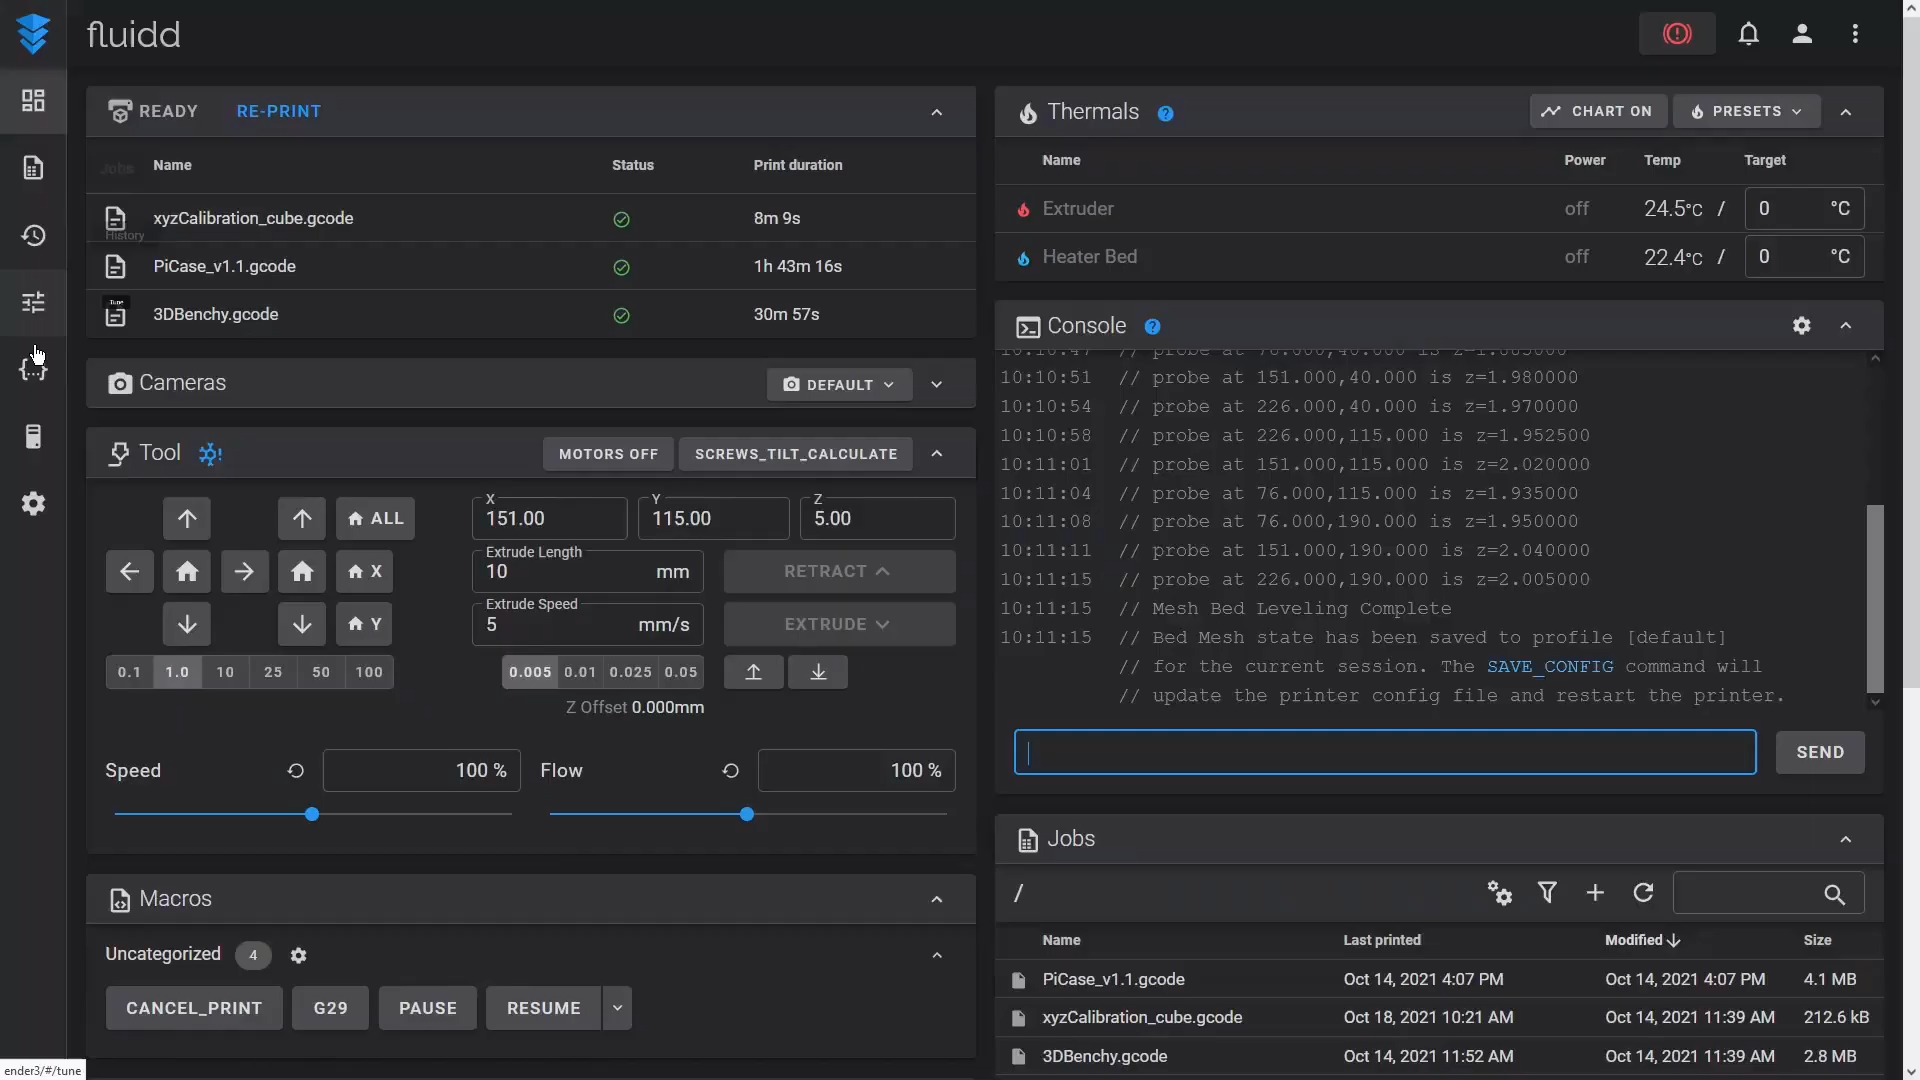 fluidd
READY RE-PRINT
Jobs Name Status Print duration
xyzCalibration_cube.gcode 8m 9s
History
PiCase_v1.1.gcode 1h 43m 16s
Tune
3DBenchy.gcode 30m 57s
Cameras DEFAULT
Tool MOTORS OFF SCREWS_TILT_CALCULATE
ALL
X
Y
X 151.00 Y 115.00 Z 5.00
Extrude Length
10 mm RETRACT
Extrude Speed
5 mm/s EXTRUDE
0.1 1.0 10 25 50 100 0.005 0.01 0.025 0.05
Z Offset 0.000mm
Speed 100 % Flow 100 %
Macros
Uncategorized 4
CANCEL_PRINT G29 PAUSE RESUME
ender3/#/tune
Thermals CHART ON PRESETS
Name Power Temp Target
Extruder off 24.5°C / 0 °C
Heater Bed off 22.4°C / 0 °C
Console
10:10:47 // probe at 76.000,40.000 is z=1.885000
10:10:51 // probe at 151.000,40.000 is z=1.980000
10:10:54 // probe at 226.000,40.000 is z=1.970000
10:10:58 // probe at 226.000,115.000 is z=1.952500
10:11:01 // probe at 151.000,115.000 is z=2.020000
10:11:04 // probe at 76.000,115.000 is z=1.935000
10:11:08 // probe at 76.000,190.000 is z=1.950000
10:11:11 // probe at 151.000,190.000 is z=2.040000
10:11:15 // probe at 226.000,190.000 is z=2.005000
10:11:15 // Mesh Bed Leveling Complete
10:11:15 // Bed Mesh state has been saved to profile [default]
// for the current session. The SAVE_CONFIG command will
// update the printer config file and restart the printer.
SEND
Jobs
/
Name Last printed Modified Size
PiCase_v1.1.gcode Oct 14, 2021 4:07 PM Oct 14, 2021 4:07 PM 4.1 MB
xyzCalibration_cube.gcode Oct 18, 2021 10:21 AM Oct 14, 2021 11:39 AM 212.6 kB
3DBenchy.gcode Oct 14, 2021 11:52 AM Oct 14, 2021 11:39 AM 2.8 MB